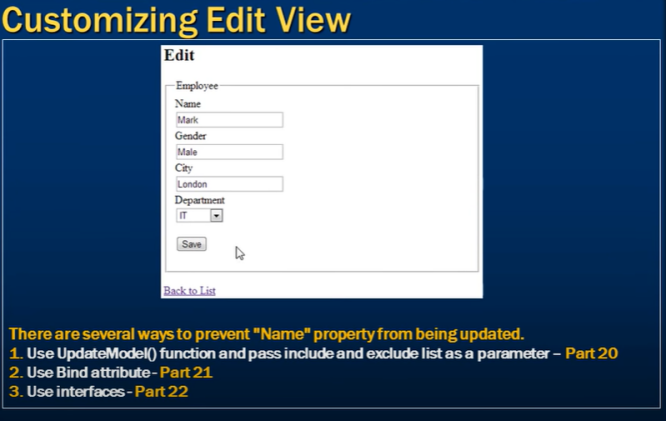 Customizing Edit View
Edit
Employee
Name
Mark
Gender
Male
City
London
Department
IT
Save
Back to List
There are several ways to prevent "Name" property from being updated.
1. Use UpdateModel() function and pass include and exclude list as a parameter – Part 20
2. Use Bind attribute - Part 21
3. Use interfaces - Part 22